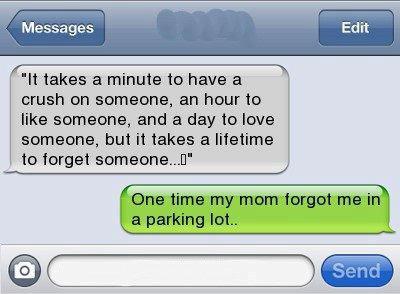 Messages
Edit
"It takes a minute to have a
crush on someone, an hour to
like someone, and a day to love
someone, but it takes a lifetime
to forget someone...▯"
One time my mom forgot me in
a parking lot..
Send